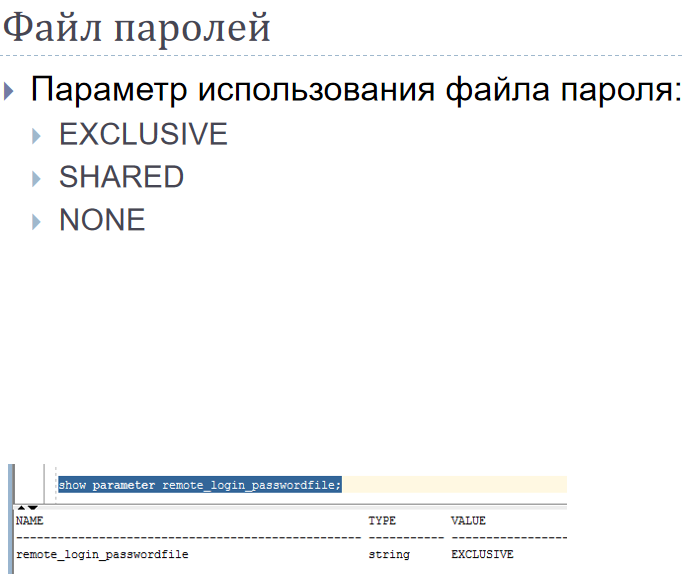 Файл паролей
Параметр использования файла пароля:
EXCLUSIVE
SHARED
NONE
show parameter remote_login_passwordfile;
NAME TYPE VALUE
remote_login_passwordfile string EXCLUSIVE